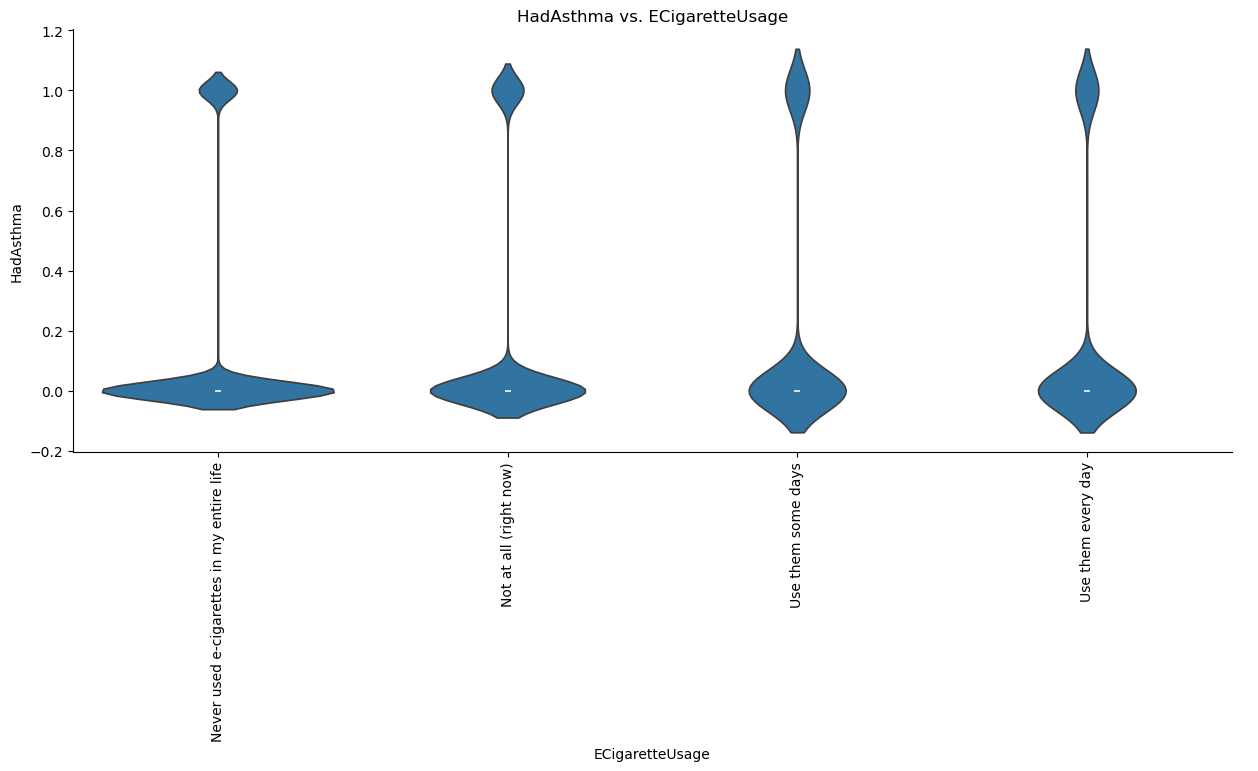 HadAsthma vs. ECigaretteUsage
1.2
1.0
0.8
0.6
0.4
0.2
0.0
−0.2
HadAsthma
Never used e-cigarettes in my entire life
Not at all (right now)
Use them some days
Use them every day
ECigaretteUsage